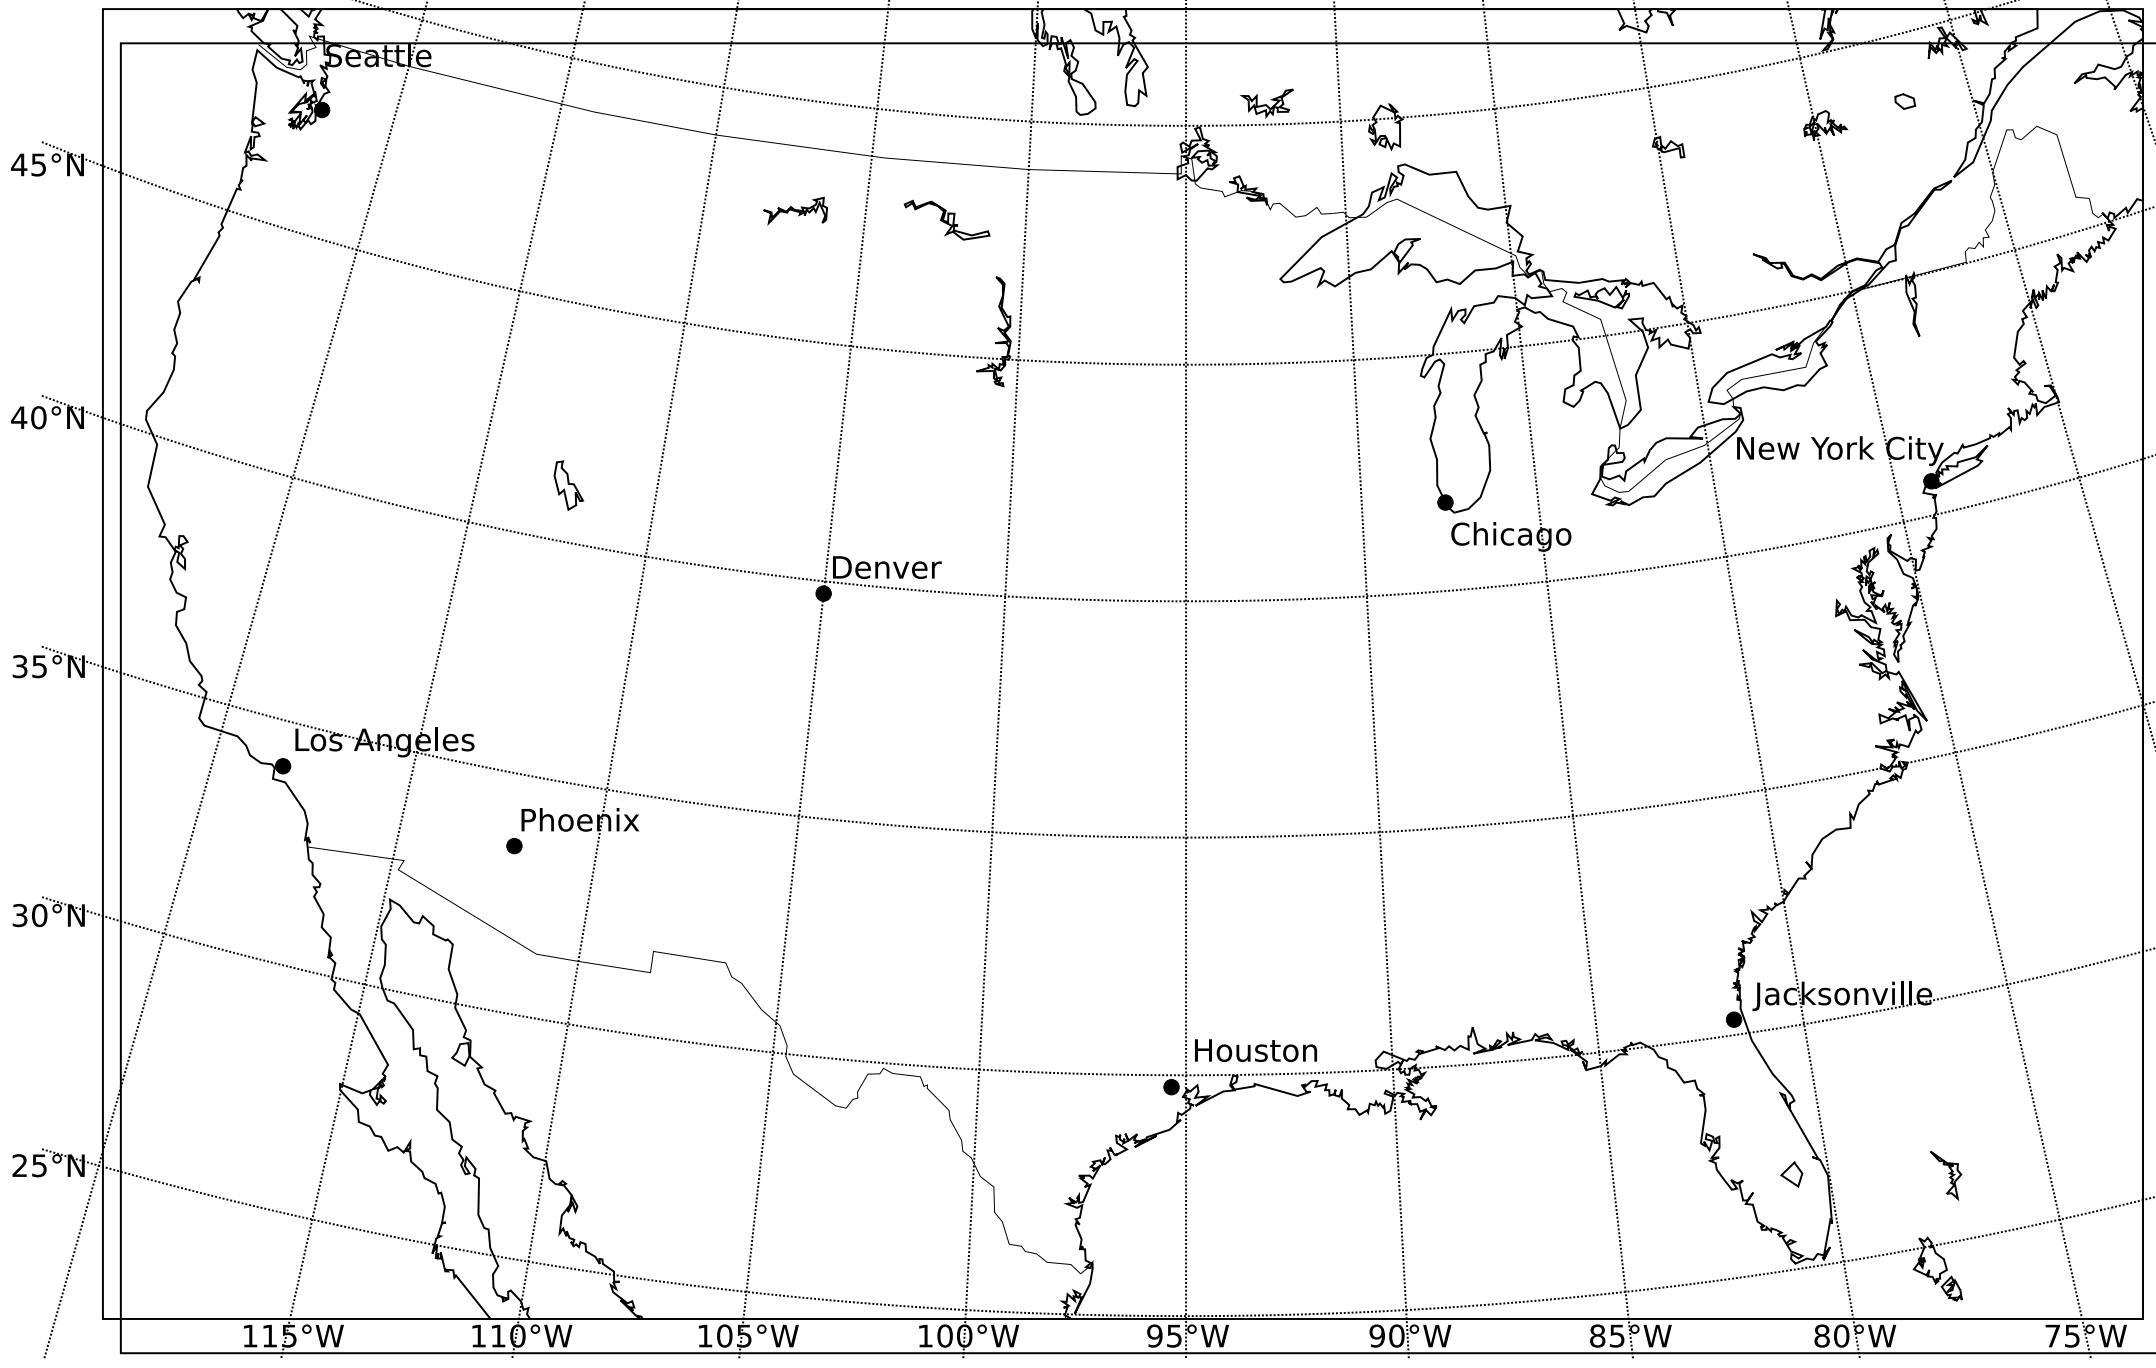 Seattle
45°N
40°N
New York City
Chicago
Denver
35°N
Los Angeles
Phoenix
30°N
Jacksonville
Houston
25°N
115°W 110°W 105°W 100°W 95°W 90°W 85°W 80°W 75°W